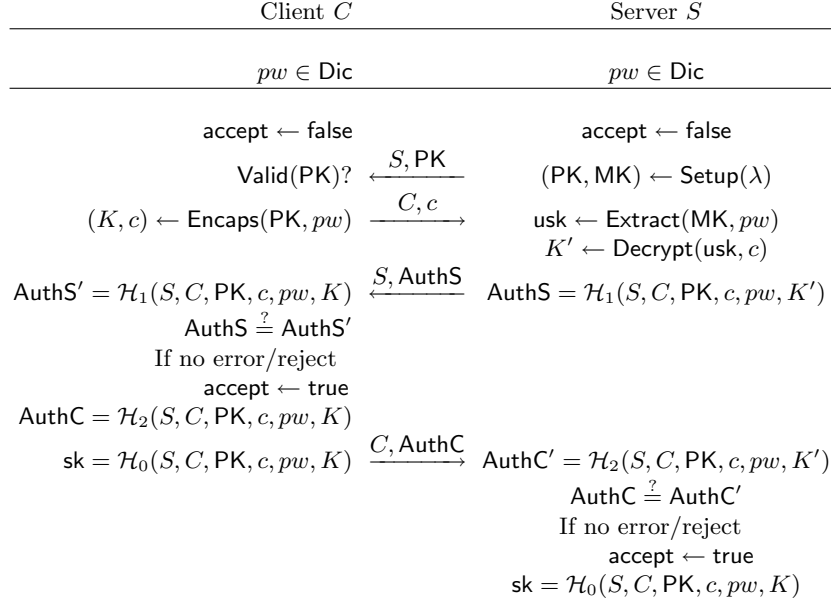 Client C Server S
pw ∈ Dic pw ∈ Dic
accept ← false accept ← false
Valid(PK)? S, PK (PK, MK) ← Setup(λ)
(K, c) ← Encaps(PK, pw) C, c usk ← Extract(MK, pw)
K′ ← Decrypt(usk, c)
AuthS′ = ℋ₁(S, C, PK, c, pw, K) S, AuthS AuthS = ℋ₁(S, C, PK, c, pw, K′)
AuthS ≟ AuthS′
If no error/reject
accept ← true
AuthC = ℋ₂(S, C, PK, c, pw, K)
sk = ℋ₀(S, C, PK, c, pw, K) C, AuthC AuthC′ = ℋ₂(S, C, PK, c, pw, K′)
AuthC ≟ AuthC′
If no error/reject
accept ← true
sk = ℋ₀(S, C, PK, c, pw, K)